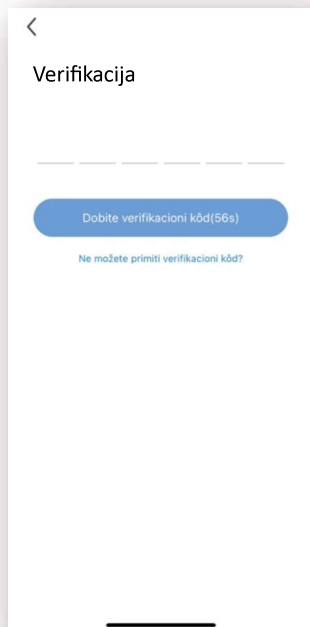 Verifikacija
Dobite verifikacioni kôd(56s)
Ne možete primiti verifikacioni kôd?